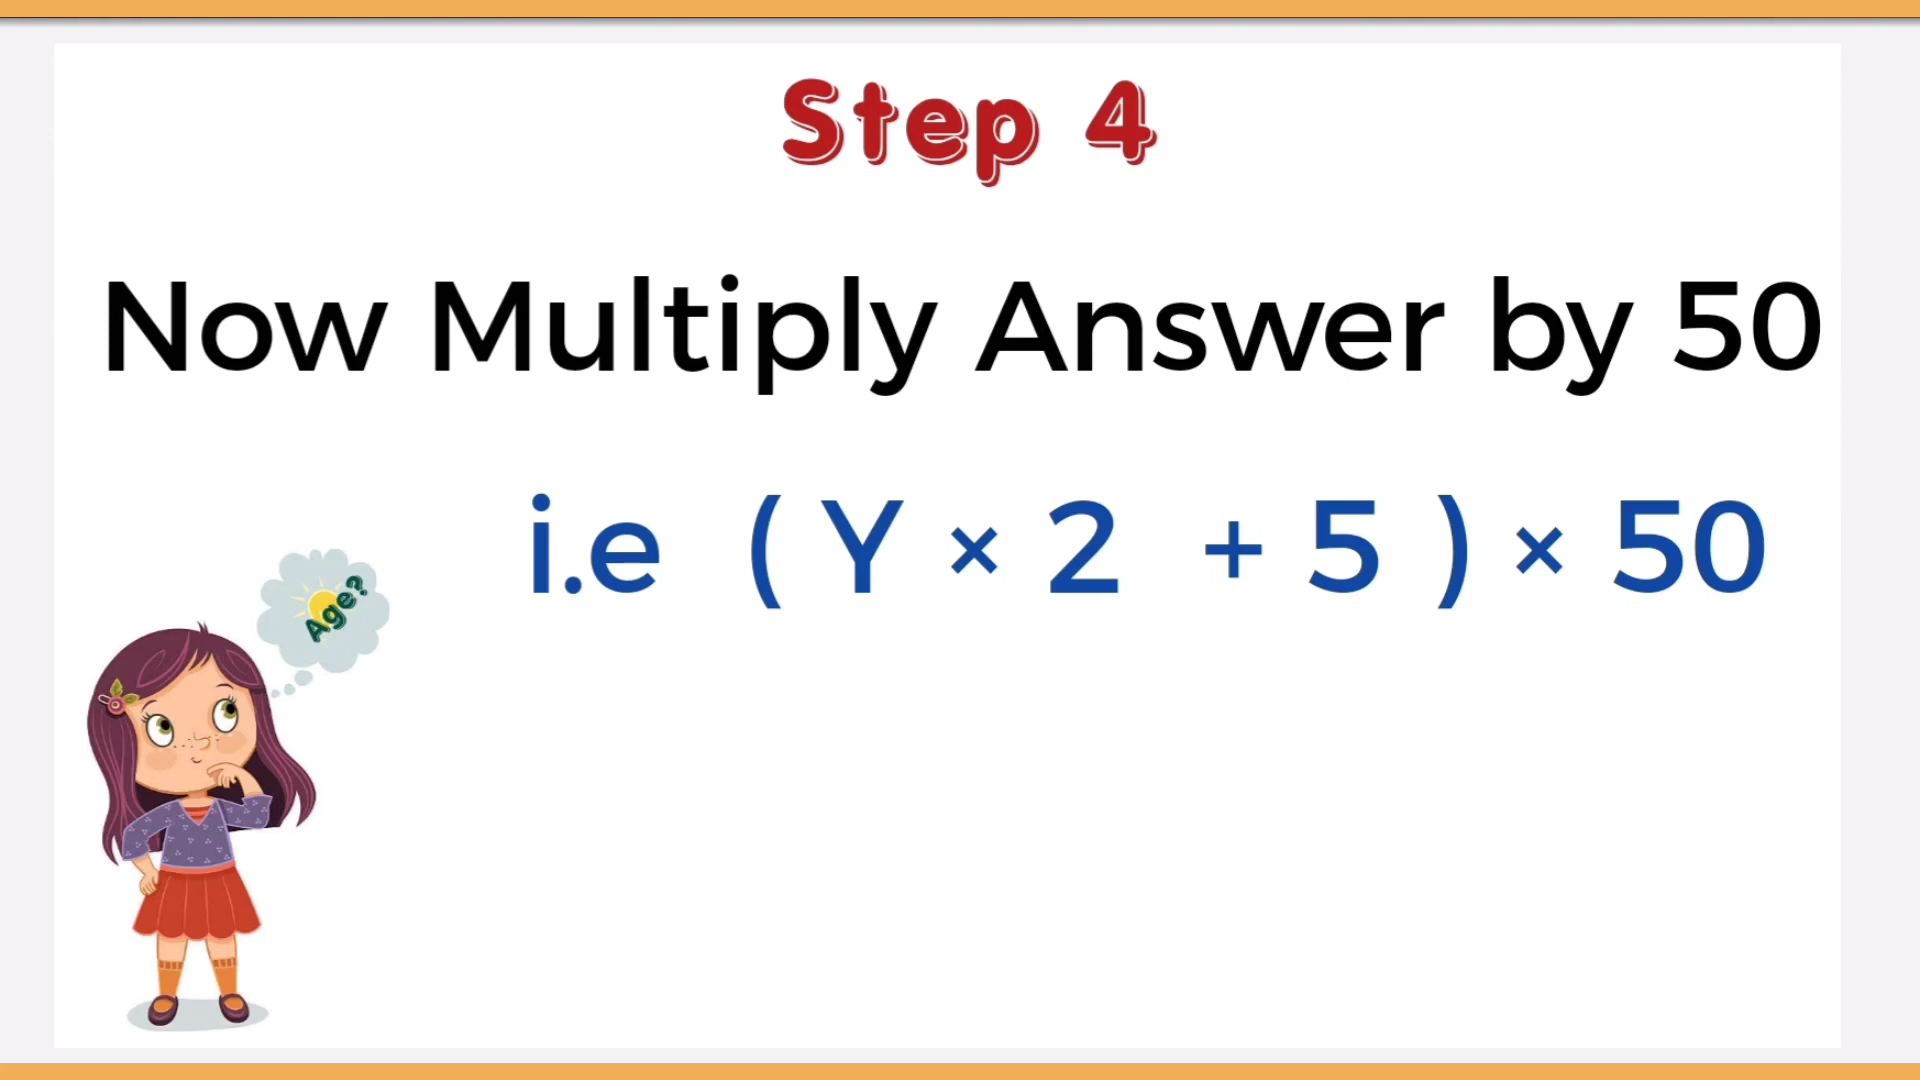 Step 4
Now Multiply Answer by 50
i.e ( Y × 2 + 5 ) × 50
Age?